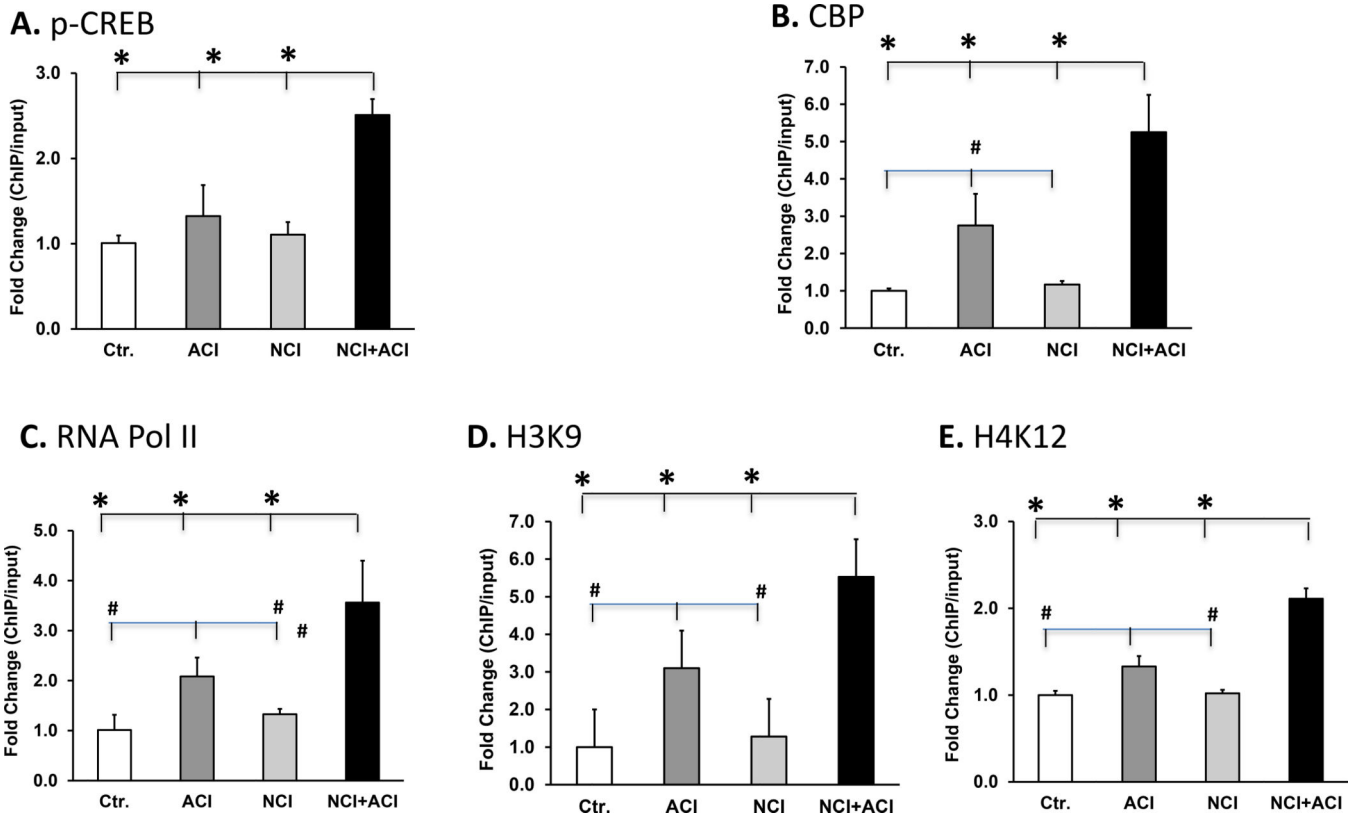 A. p-CREB
* * *
Fold Change (ChIP/input)
3.0
2.0
1.0
0.0
Ctr. ACI NCI NCI+ACI
B. CBP
* * *
#
Fold Change (ChIP/input)
7.0
6.0
5.0
4.0
3.0
2.0
1.0
0.0
Ctr. ACI NCI NCI+ACI
C. RNA Pol II
* * *
# #
#
Fold Change (ChIP/input)
5.0
4.0
3.0
2.0
1.0
0.0
Ctr. ACI NCI NCI+ACI
D. H3K9
* * *
# #
Fold Change (ChIP/input)
7.0
6.0
5.0
4.0
3.0
2.0
1.0
0.0
Ctr. ACI NCI NCI+ACI
E. H4K12
* * *
# #
Fold Change (ChIP/input)
3.0
2.0
1.0
0.0
Ctr. ACI NCI NCI+ACI